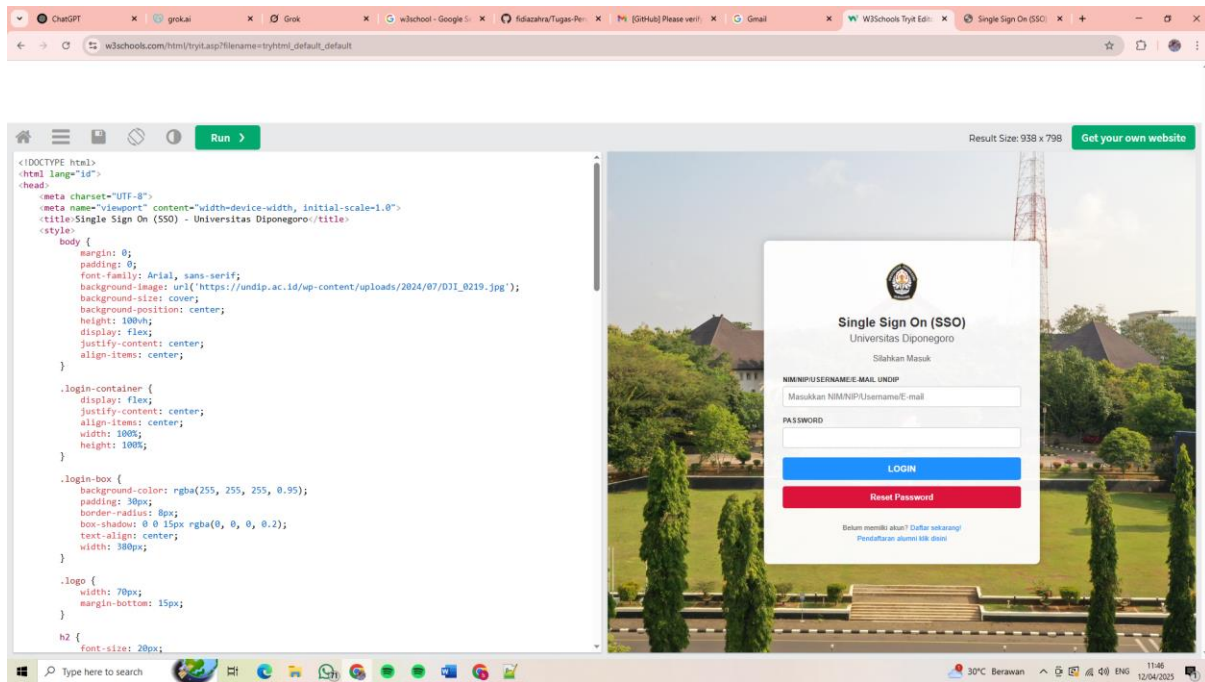 ChatGPT
grok.ai
Grok
w3school - Google Se
fidiazahra/Tugas-Pen
[GitHub] Please verify
Gmail
W3Schools Tryit Edit
Single Sign On (SSO)
w3schools.com/html/tryit.asp?filename=tryhtml_default_default
Run ❯
Result Size: 938 x 798
Get your own website
<!DOCTYPE html>
<html lang="id">
<head>
    <meta charset="UTF-8">
    <meta name="viewport" content="width=device-width, initial-scale=1.0">
    <title>Single Sign On (SSO) - Universitas Diponegoro</title>
    <style>
        body {
            margin: 0;
            padding: 0;
            font-family: Arial, sans-serif;
            background-image: url('https://undip.ac.id/wp-content/uploads/2024/07/DJI_0219.jpg');
            background-size: cover;
            background-position: center;
            height: 100vh;
            display: flex;
            justify-content: center;
            align-items: center;
        }
        .login-container {
            display: flex;
            justify-content: center;
            align-items: center;
            width: 100%;
            height: 100%;
        }
        .login-box {
            background-color: rgba(255, 255, 255, 0.95);
            padding: 30px;
            border-radius: 8px;
            box-shadow: 0 0 15px rgba(0, 0, 0, 0.2);
            text-align: center;
            width: 380px;
        }
        .logo {
            width: 70px;
            margin-bottom: 15px;
        }
        h2 {
            font-size: 20px;
Single Sign On (SSO)
Universitas Diponegoro
Silahkan Masuk
NIM/NIP/USERNAME/E-MAIL UNDIP
Masukkan NIM/NIP/Username/E-mail
PASSWORD
LOGIN
Reset Password
Belum memiliki akun? Daftar sekarang!
Pendaftaran alumni klik disini
Type here to search
30°C Berawan
ENG
11:46
12/04/2025